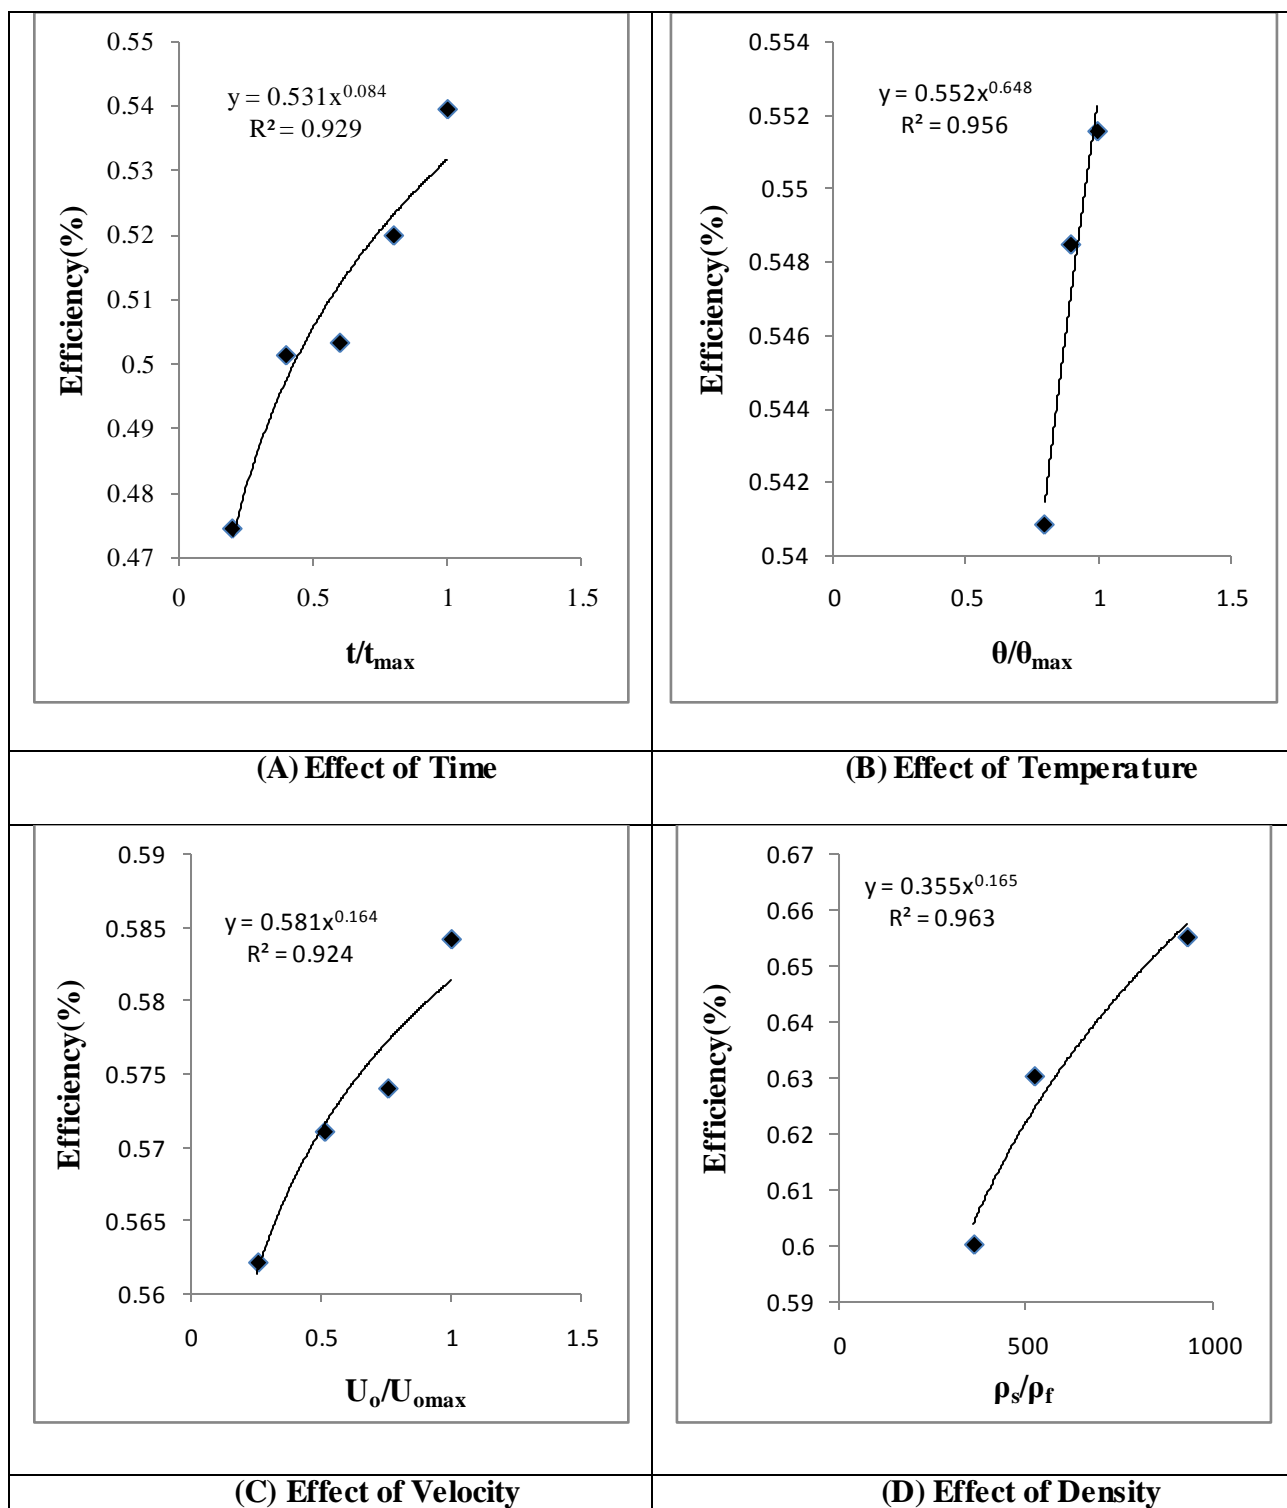 0.55
0.54
0.53
0.52
0.51
0.5
0.49
0.48
0.47
0 0.5 1 1.5
Efficiency(%)
y = 0.531x^0.084
R² = 0.929
t/tmax
0.554
0.552
0.55
0.548
0.546
0.544
0.542
0.54
0 0.5 1 1.5
Efficiency(%)
y = 0.552x^0.648
R² = 0.956
θ/θmax
(A) Effect of Time
(B) Effect of Temperature
0.59
0.585
0.58
0.575
0.57
0.565
0.56
0 0.5 1 1.5
Efficiency(%)
y = 0.581x^0.164
R² = 0.924
Uo/Uomax
0.67
0.66
0.65
0.64
0.63
0.62
0.61
0.6
0.59
0 500 1000
Efficiency(%)
y = 0.355x^0.165
R² = 0.963
ρs/ρf
(C) Effect of Velocity
(D) Effect of Density